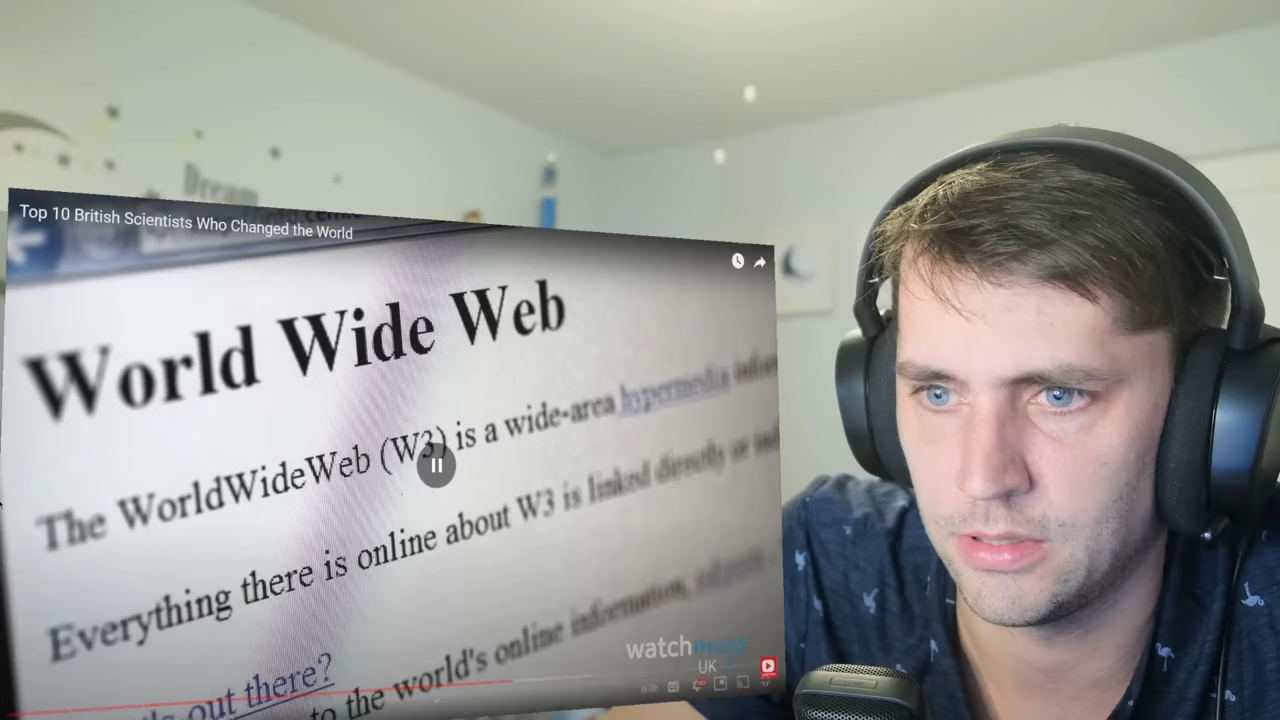 Dream
Top 10 British Scientists Who Changed the World
World Wide Web
The WorldWideWeb (W3) is a wide-area hypermedia
Everything there is online about W3 is linked directly or
out there?
to the world's online information,
watchmojo
UK